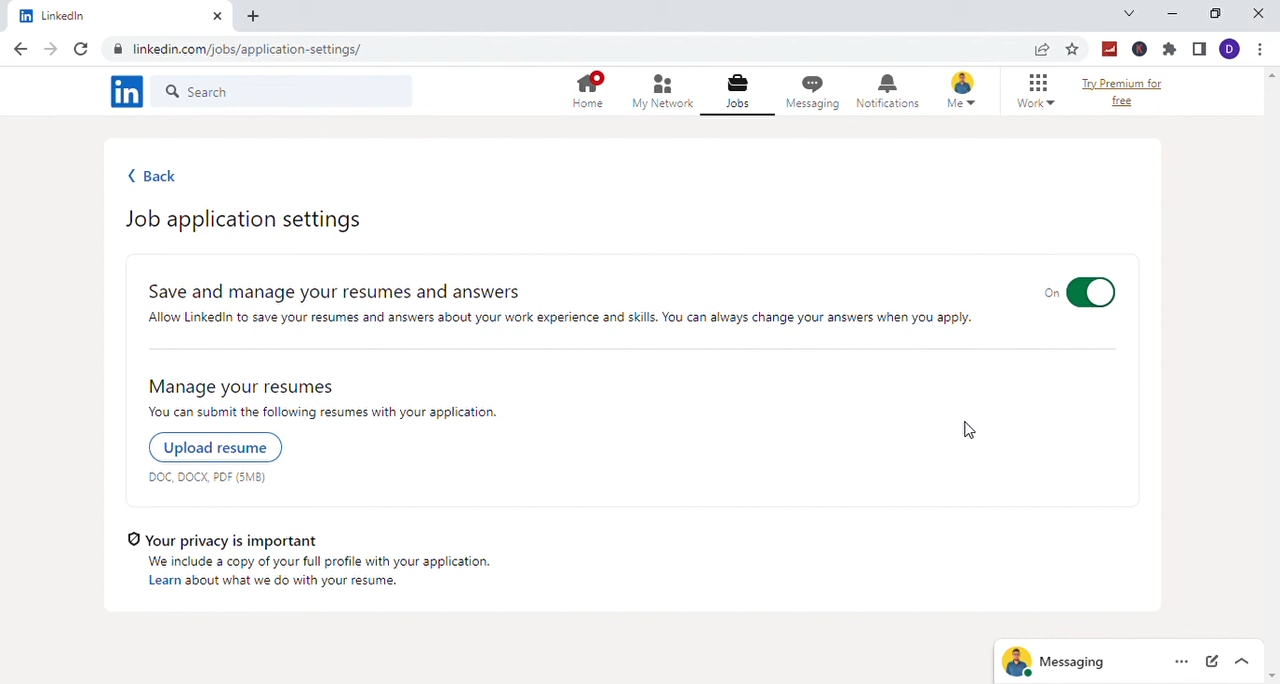 LinkedIn
linkedin.com/jobs/application-settings/
K
D
in
Search
Home
My Network
Jobs
Messaging
Notifications
Me
Work
Try Premium for
free
Back
Job application settings
Save and manage your resumes and answers
On
Allow LinkedIn to save your resumes and answers about your work experience and skills. You can always change your answers when you apply.
Manage your resumes
You can submit the following resumes with your application.
Upload resume
DOC, DOCX, PDF (5MB)
Your privacy is important
We include a copy of your full profile with your application.
Learn about what we do with your resume.
Messaging